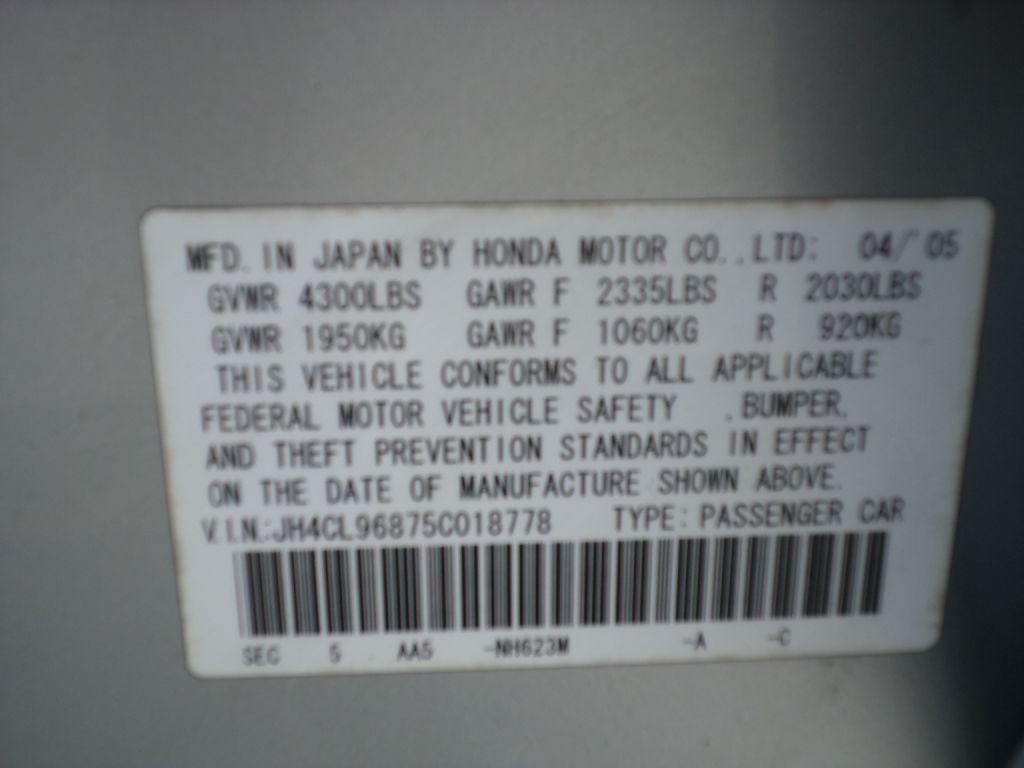 MFD. IN JAPAN BY HONDA MOTOR CO., LTD: 04/'05
GVWR 4300LBS GAWR F 2335LBS R 2030LBS
GVWR 1950KG GAWR F 1060KG R 920KG
THIS VEHICLE CONFORMS TO ALL APPLICABLE
FEDERAL MOTOR VEHICLE SAFETY , BUMPER,
AND THEFT PREVENTION STANDARDS IN EFFECT
ON THE DATE OF MANUFACTURE SHOWN ABOVE.
V.I.N.:JH4CL96875C018778 TYPE: PASSENGER CAR
SEC 5 AA5 -NH623M -A -C